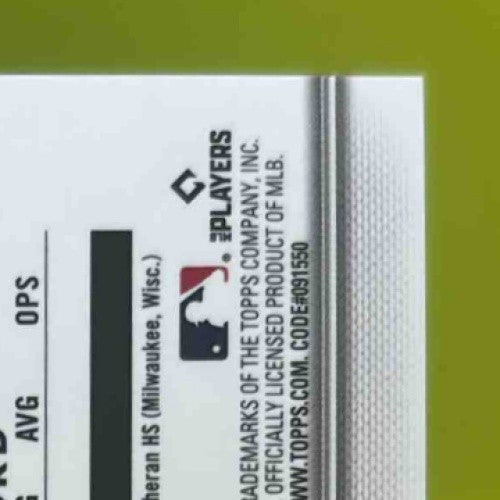 AVG OPS
heran HS (Milwaukee, Wisc.)
PLAYERS
ADEMARKS OF THE TOPPS COMPANY, INC.
OFFICIALLY LICENSED PRODUCT OF MLB.
WW.TOPPS.COM. CODE#091550